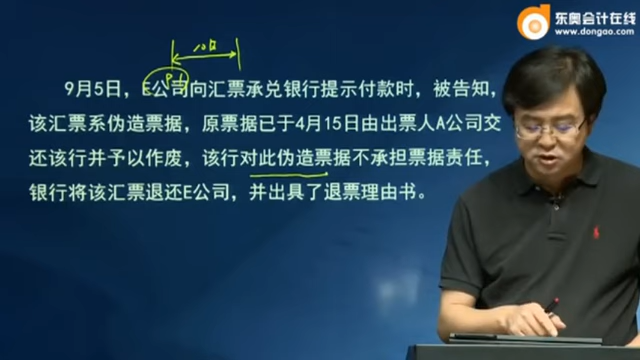 东奥会计在线
www.dongao.com
10日
9.1
9月5日，E公司向汇票承兑银行提示付款时，被告知，
该汇票系伪造票据，原票据已于4月15日由出票人A公司交
还该行并予以作废，该行对此伪造票据不承担票据责任，
银行将该汇票退还E公司，并出具了退票理由书。